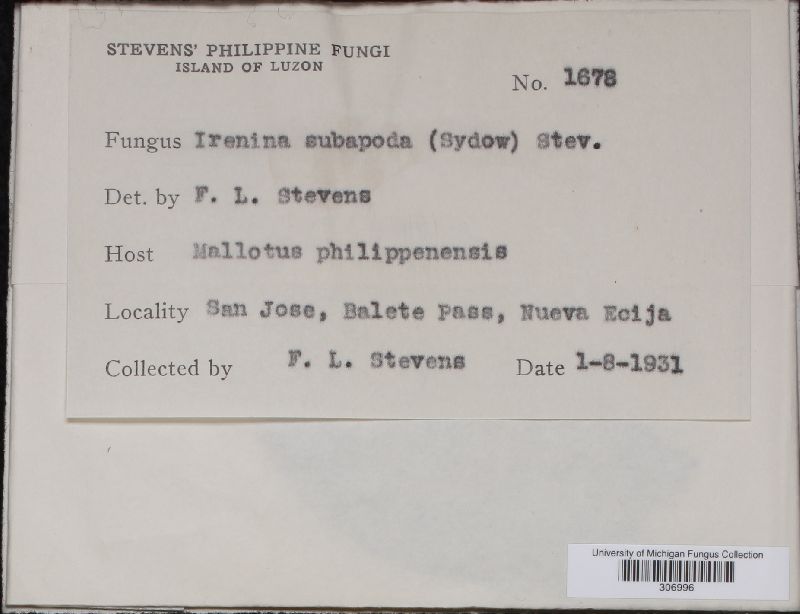 STEVENS' PHILIPPINE FUNGI
ISLAND OF LUZON
No. 1678
Fungus Irenina subapoda (Sydow) Stev.
Det. by F. L. Stevens
Host Mallotus philippenensis
Locality San Jose, Balete Pass, Nueva Ecija
Collected by F. L. Stevens Date 1-8-1931
University of Michigan Fungus Collection
306996